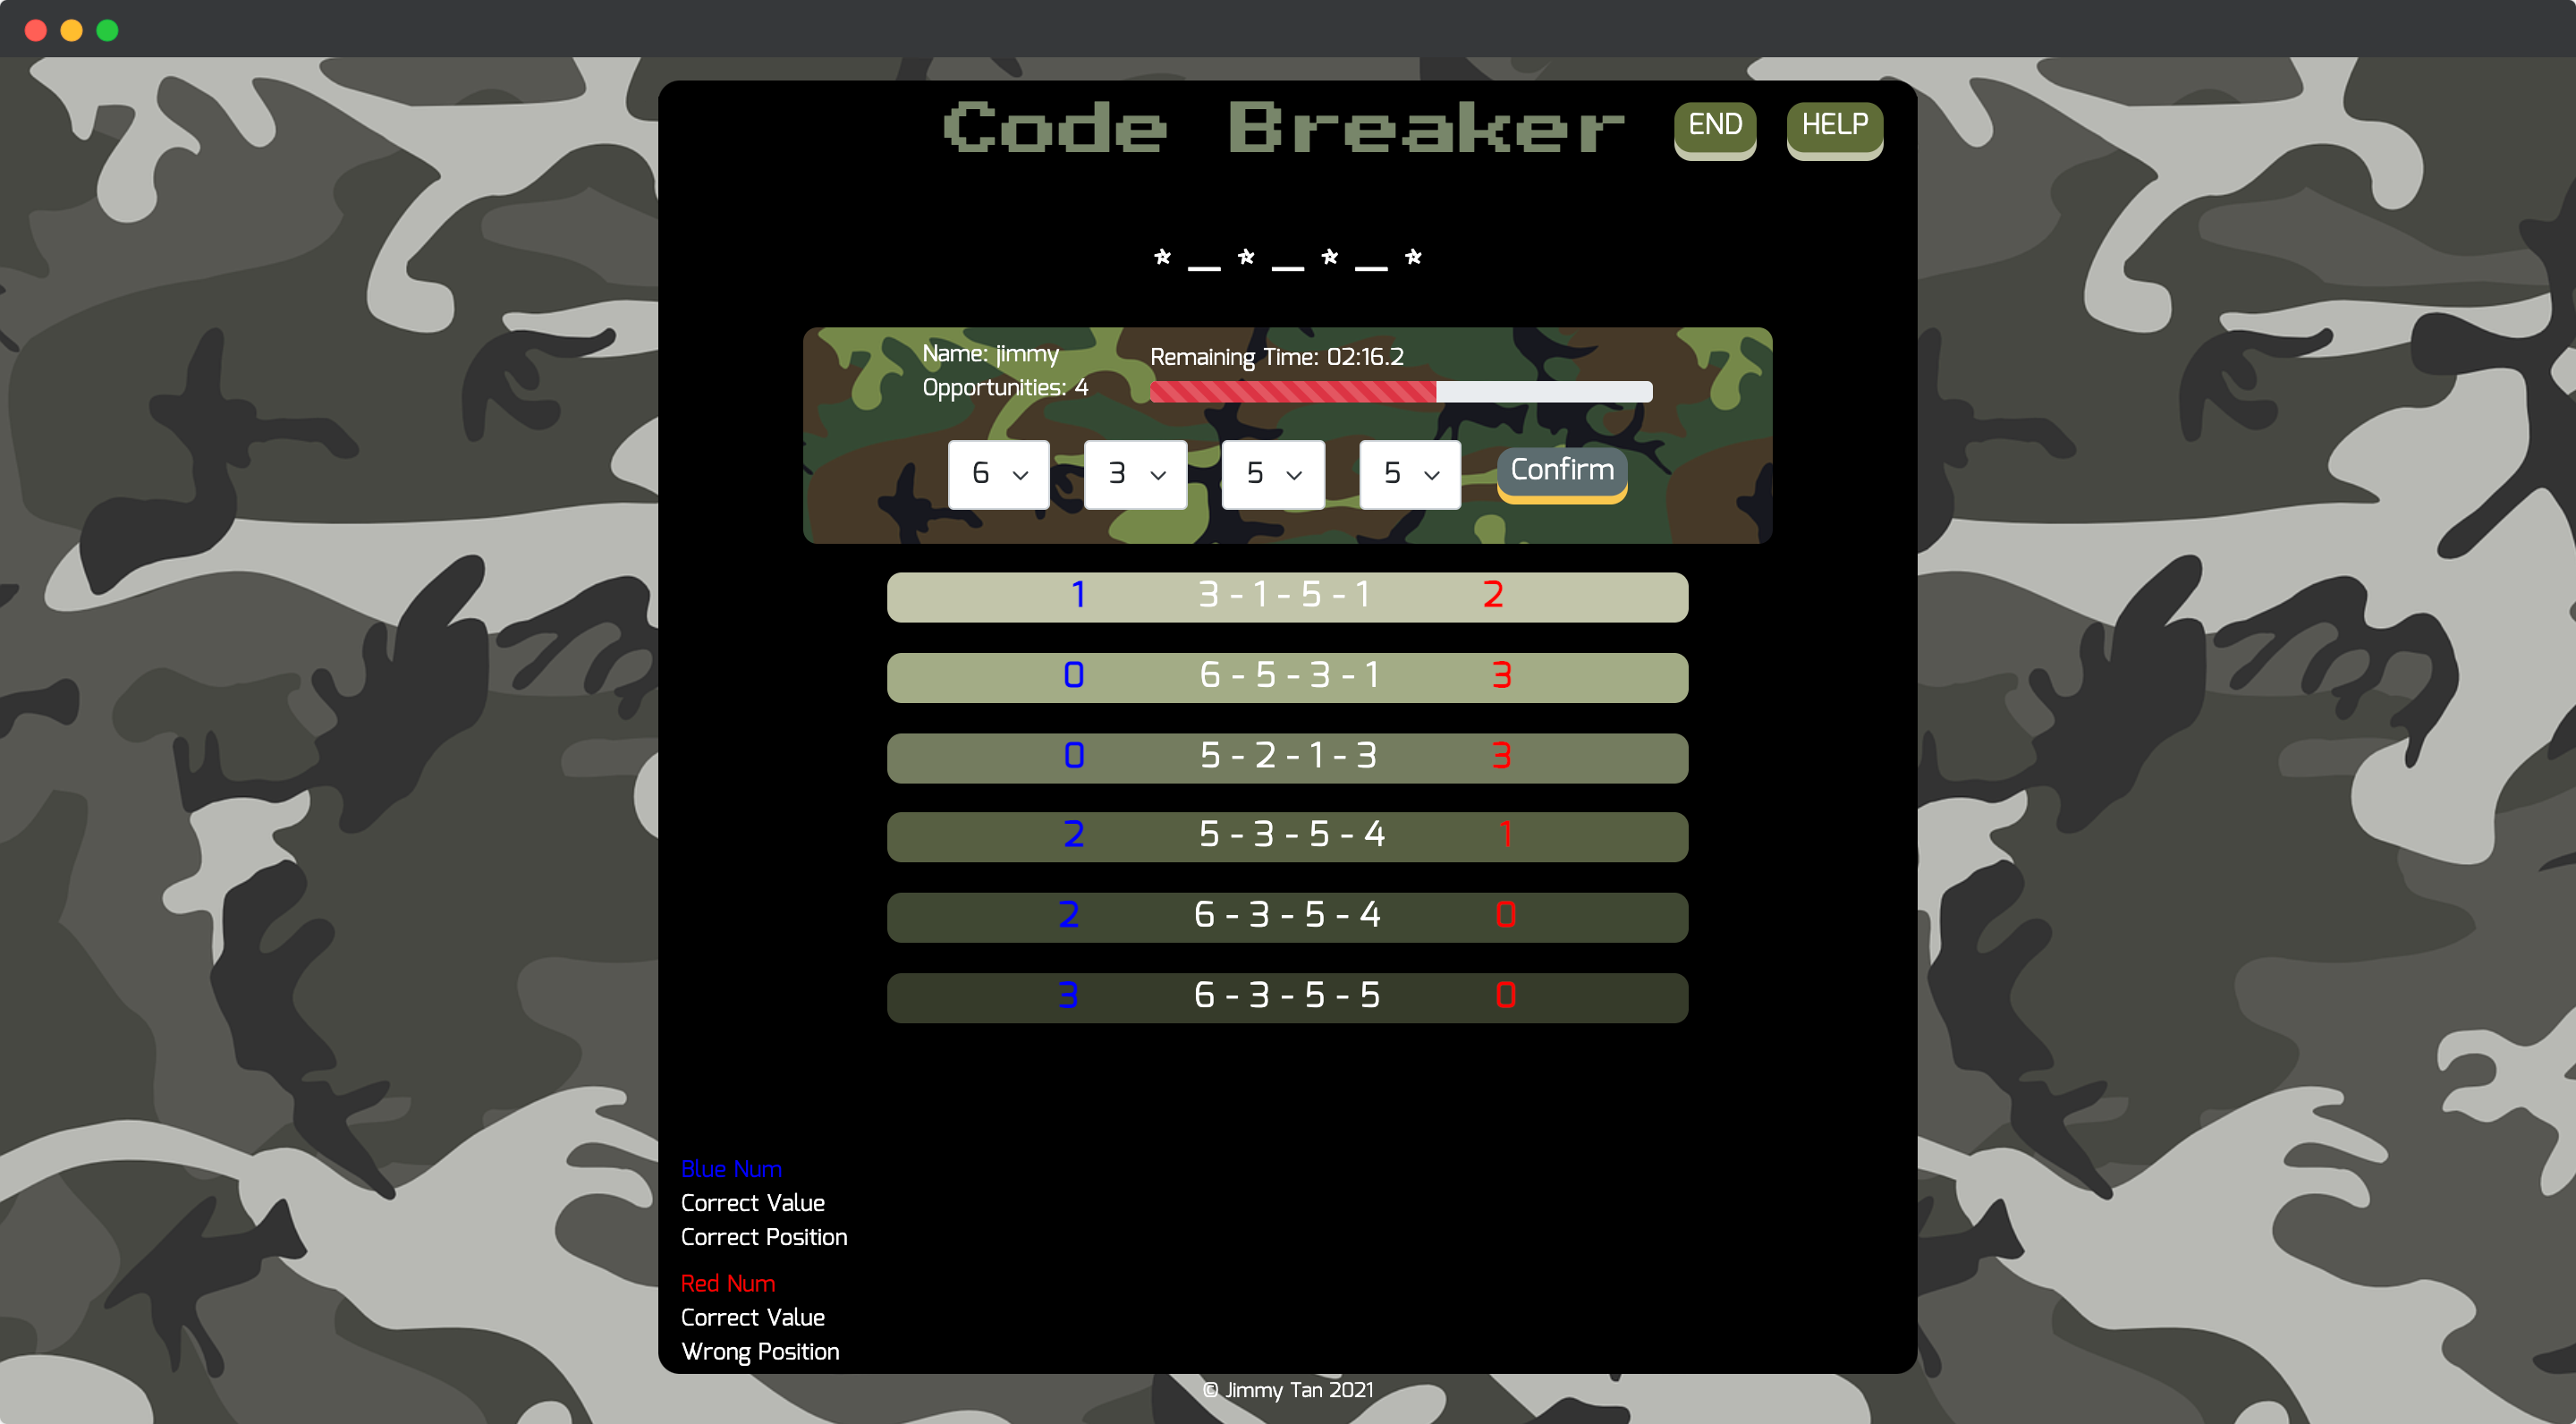 Code Breaker
END
HELP
* _ * _ * _ *
Name: jimmy
Opportunities: 4
Remaining Time: 02:16.2
6
3
5
5
Confirm
1 3 - 1 - 5 - 1 2
0 6 - 5 - 3 - 1 3
0 5 - 2 - 1 - 3 3
2 5 - 3 - 5 - 4 1
2 6 - 3 - 5 - 4 0
3 6 - 3 - 5 - 5 0
Blue Num
Correct Value
Correct Position
Red Num
Correct Value
Wrong Position
© Jimmy Tan 2021